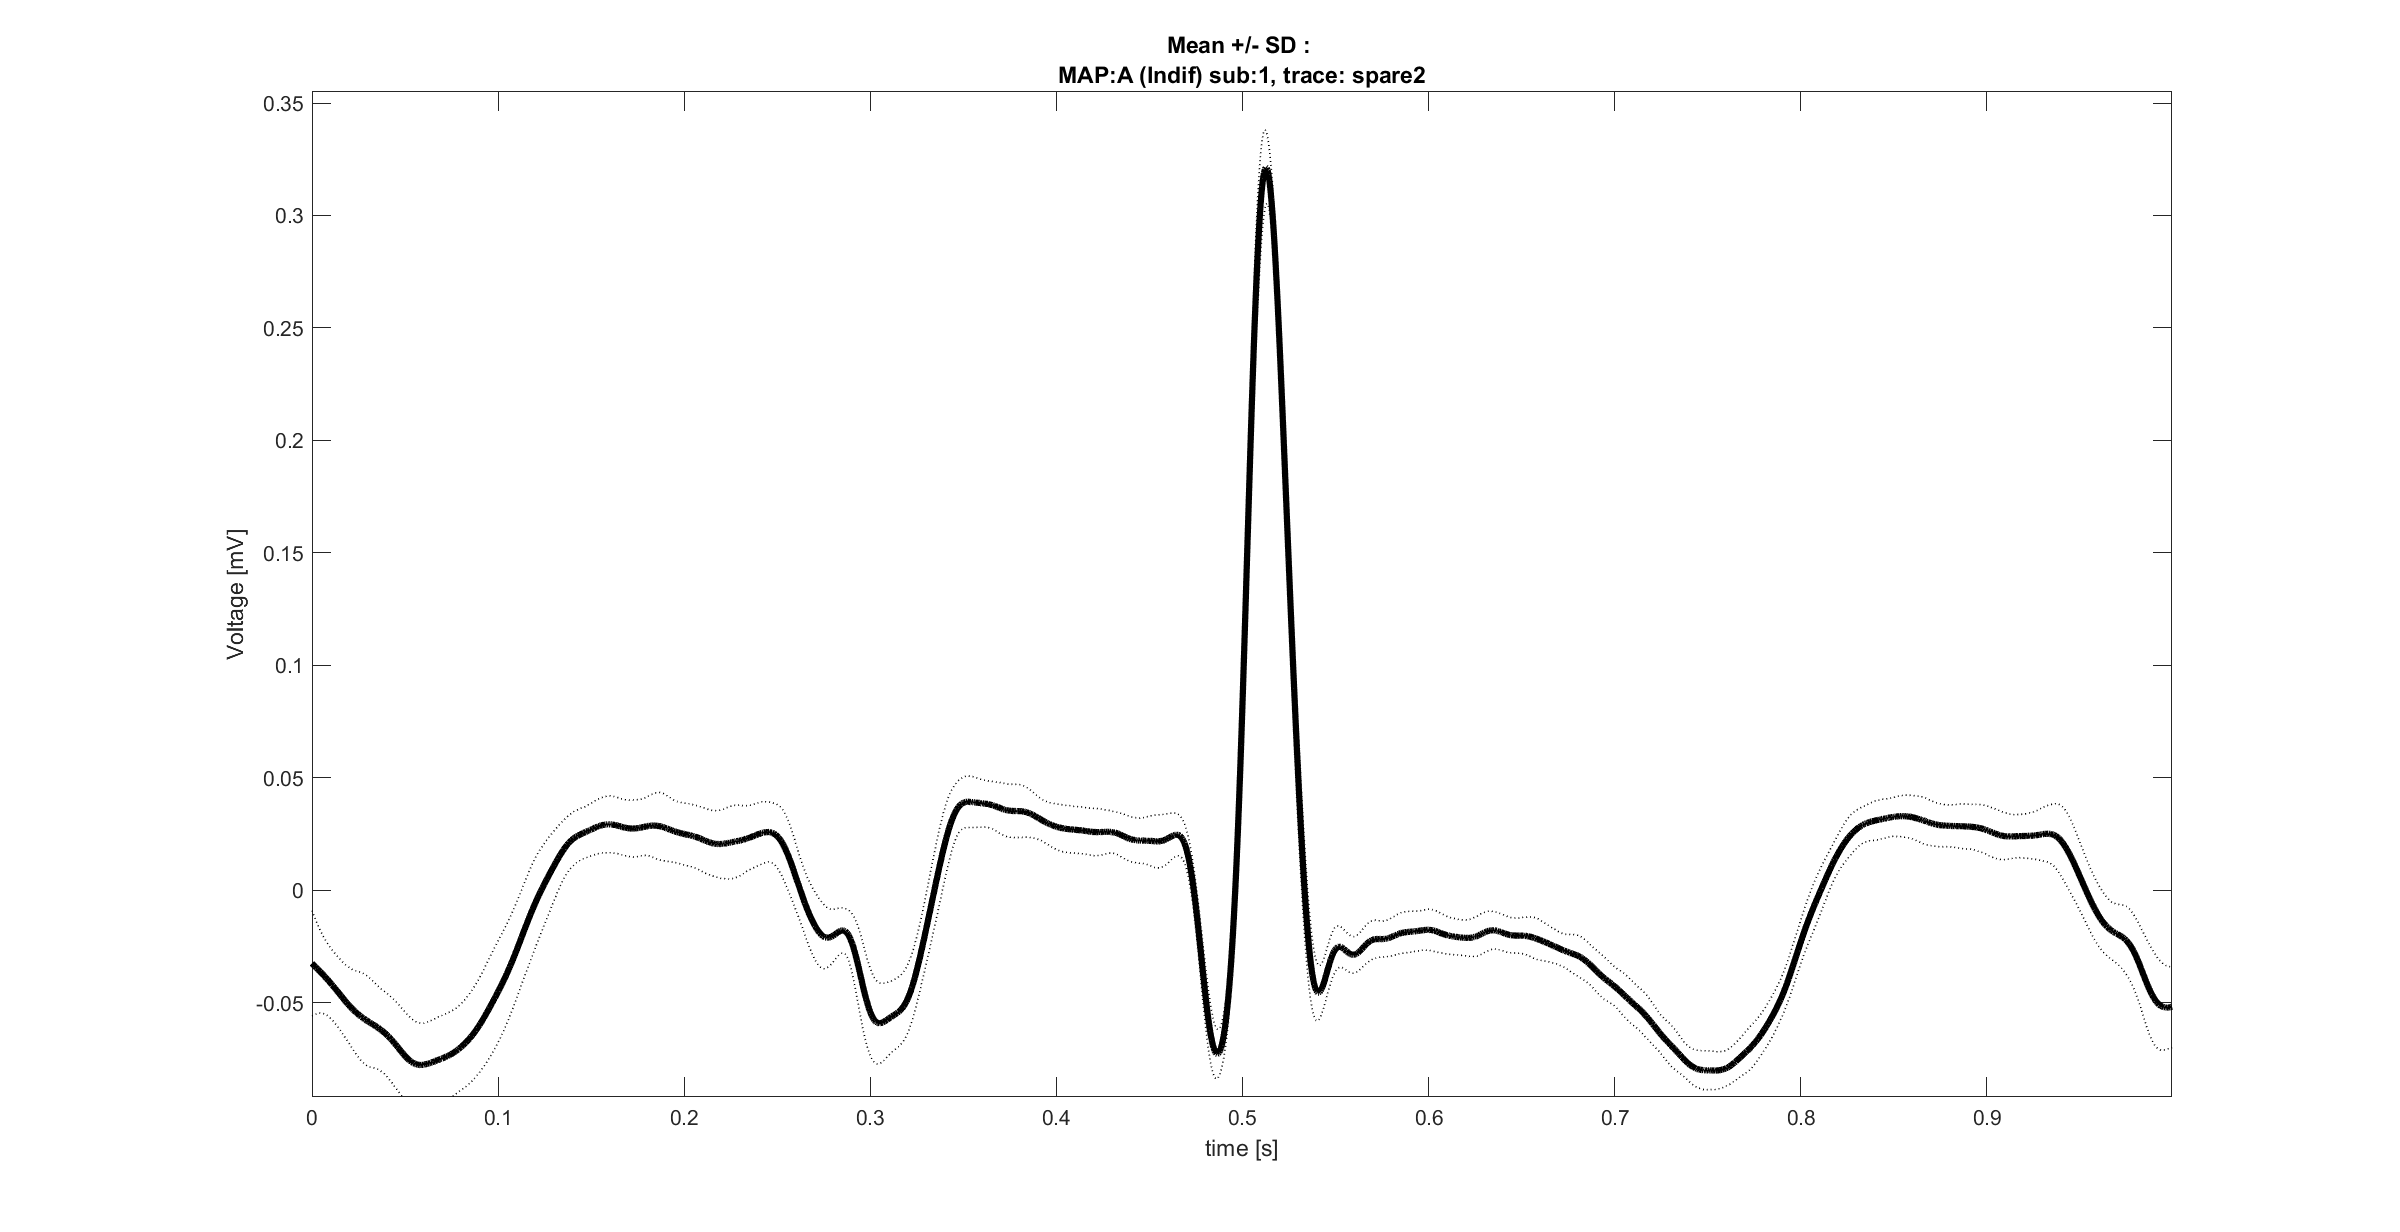 Mean +/- SD :
MAP:A (Indif) sub:1, trace: spare2
0.35
0.3
0.25
0.2
0.15
0.1
0.05
0
-0.05
Voltage [mV]
0 0.1 0.2 0.3 0.4 0.5 0.6 0.7 0.8 0.9
time [s]